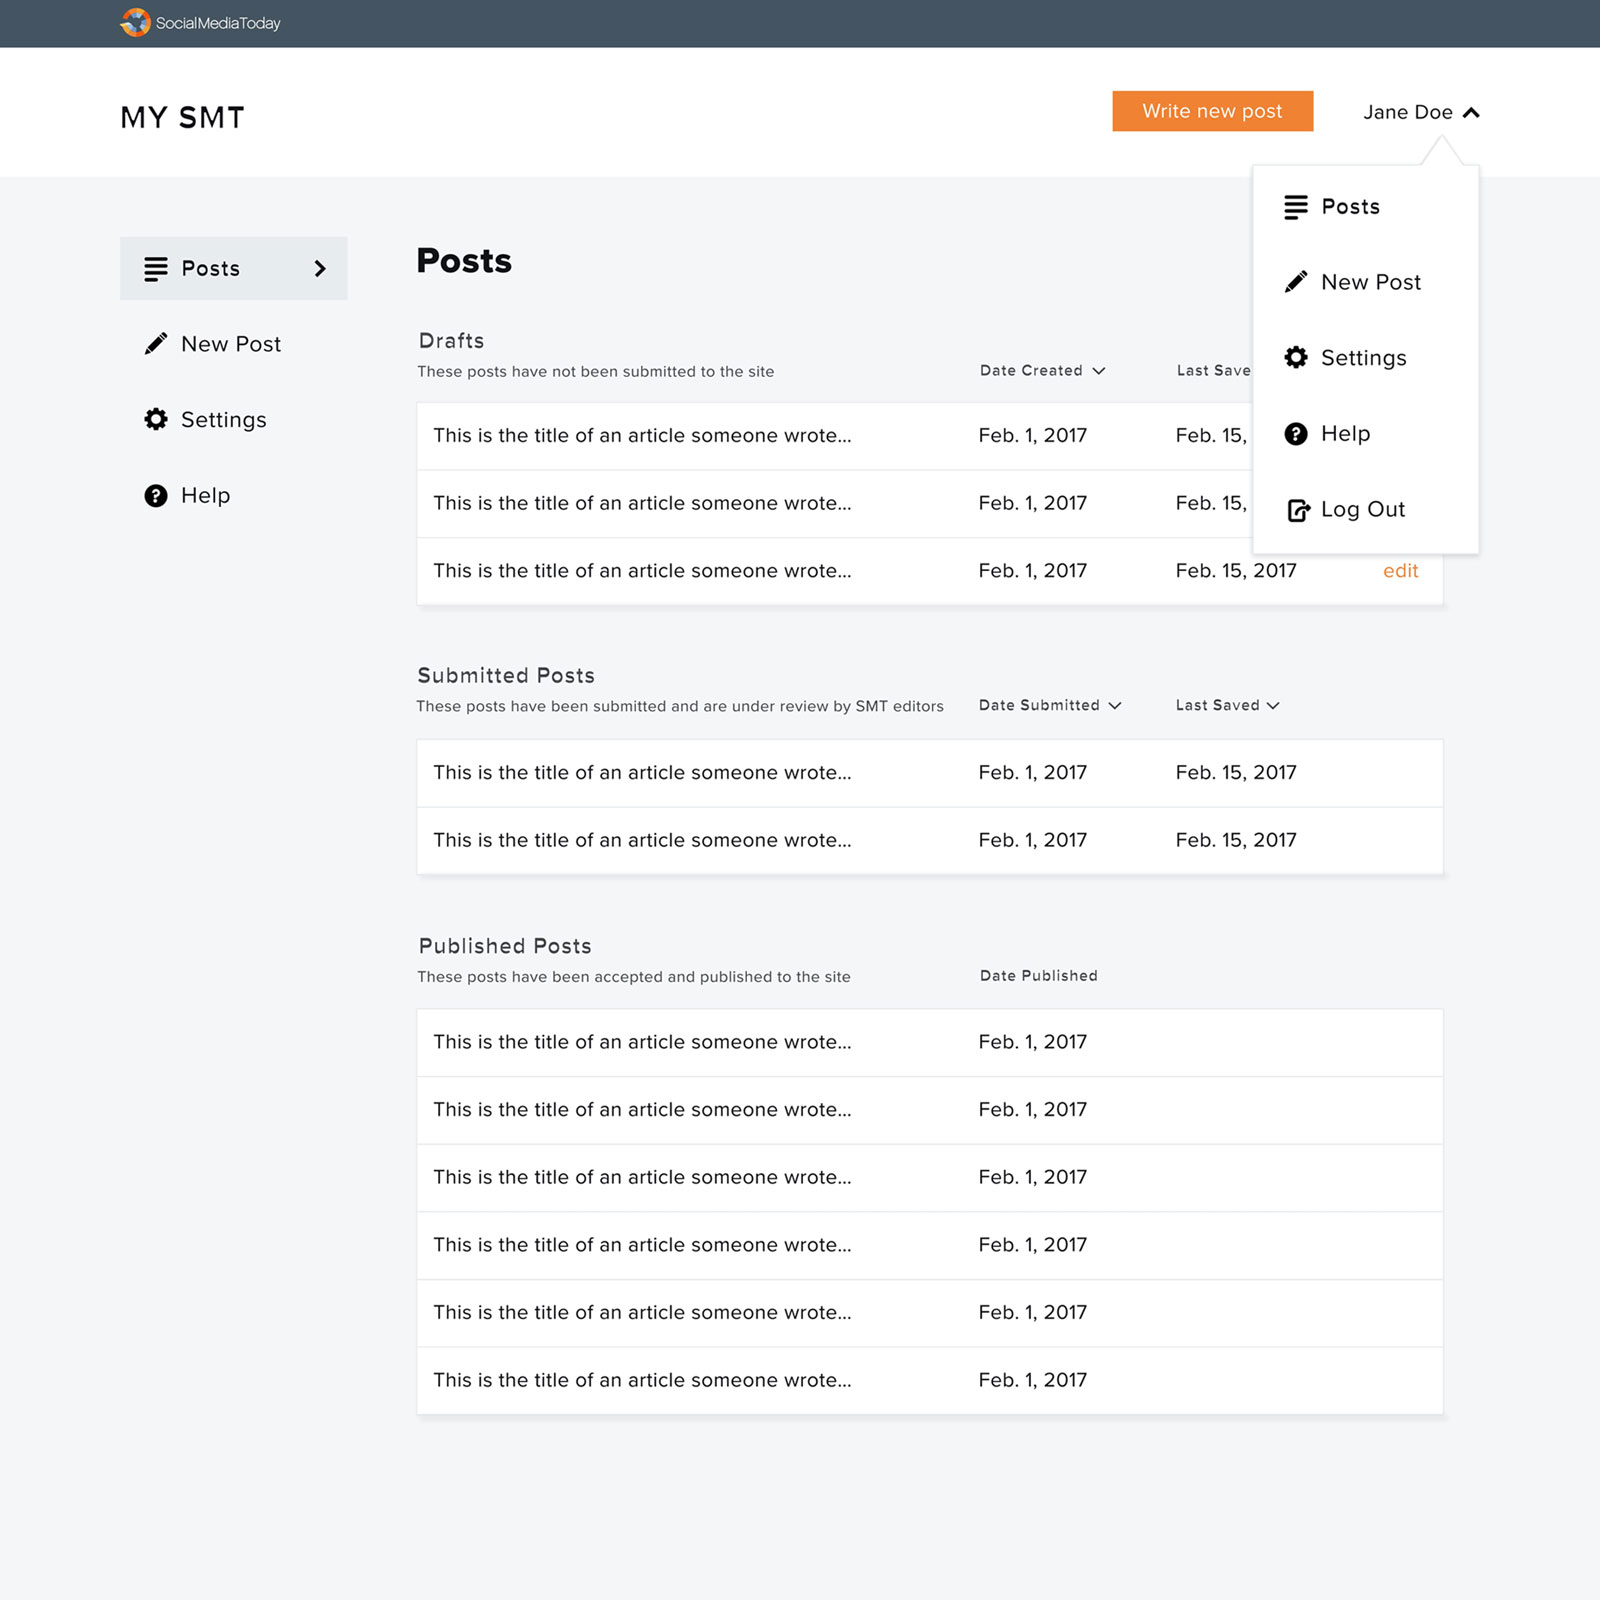 SocialMediaToday
MY SMT
Write new post
Jane Doe
Posts
New Post
Settings
Help
Log Out
Posts
New Post
Settings
Help
Posts
Drafts
These posts have not been submitted to the site
Date Created
Last Save
This is the title of an article someone wrote... Feb. 1, 2017 Feb. 15,
This is the title of an article someone wrote... Feb. 1, 2017 Feb. 15,
This is the title of an article someone wrote... Feb. 1, 2017 Feb. 15, 2017 edit
Submitted Posts
These posts have been submitted and are under review by SMT editors
Date Submitted
Last Saved
This is the title of an article someone wrote... Feb. 1, 2017 Feb. 15, 2017
This is the title of an article someone wrote... Feb. 1, 2017 Feb. 15, 2017
Published Posts
These posts have been accepted and published to the site
Date Published
This is the title of an article someone wrote... Feb. 1, 2017
This is the title of an article someone wrote... Feb. 1, 2017
This is the title of an article someone wrote... Feb. 1, 2017
This is the title of an article someone wrote... Feb. 1, 2017
This is the title of an article someone wrote... Feb. 1, 2017
This is the title of an article someone wrote... Feb. 1, 2017